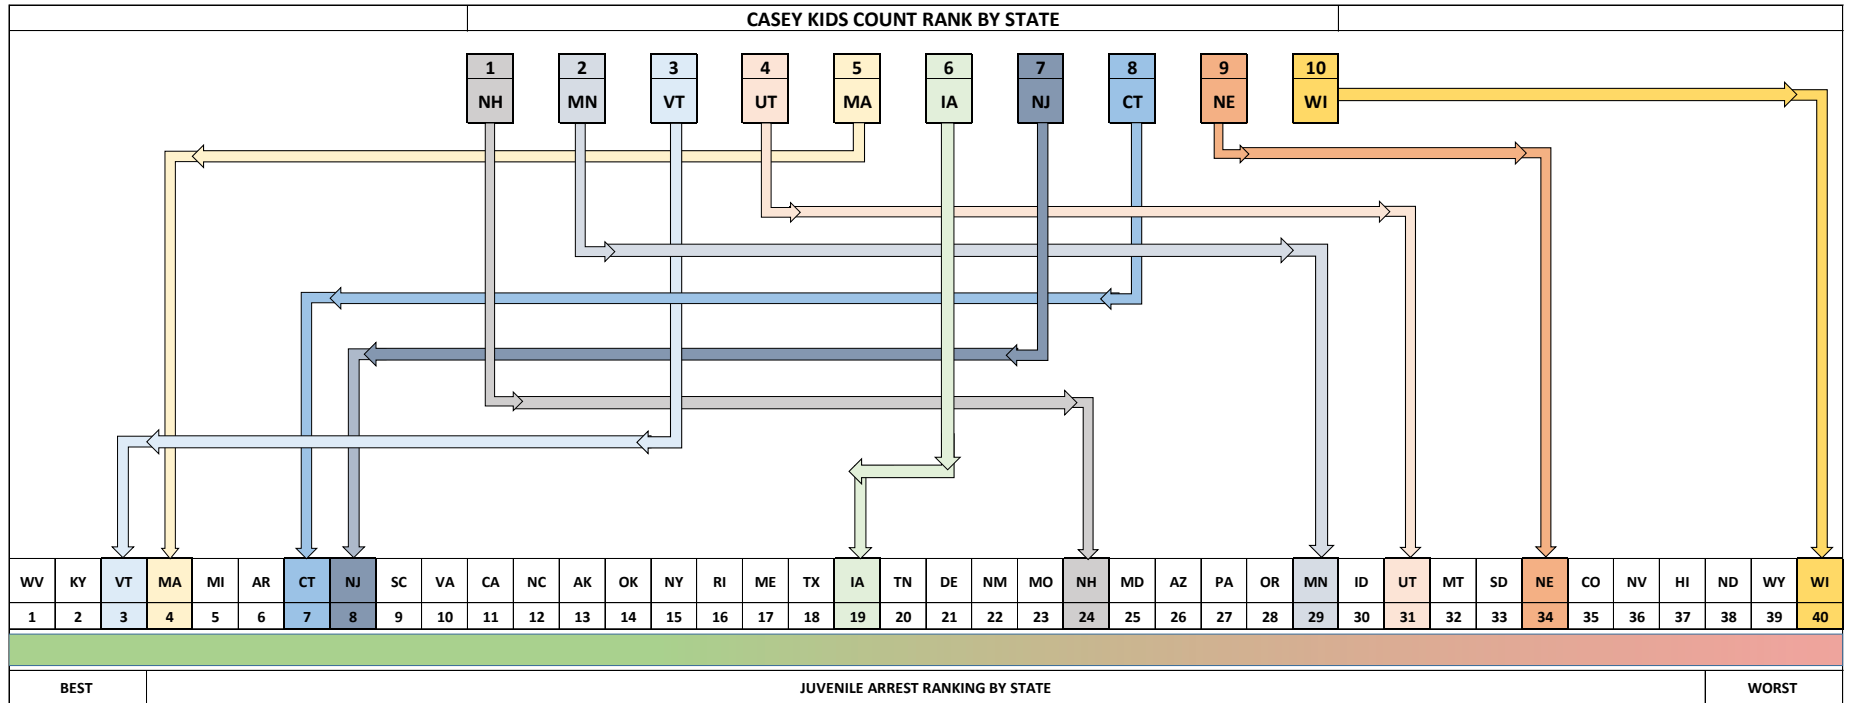 CASEY KIDS COUNT RANK BY STATE
1 2 3 4 5 6 7 8 9 10
NH MN VT UT MA IA NJ CT NE WI
WV KY VT MA MI AR CT NJ SC VA CA NC AK OK NY RI ME TX IA TN DE NM MO NH MD AZ PA OR MN ID UT MT SD NE CO NV HI ND WY WI
1 2 3 4 5 6 7 8 9 10 11 12 13 14 15 16 17 18 19 20 21 22 23 24 25 26 27 28 29 30 31 32 33 34 35 36 37 38 39 40
BEST JUVENILE ARREST RANKING BY STATE WORST